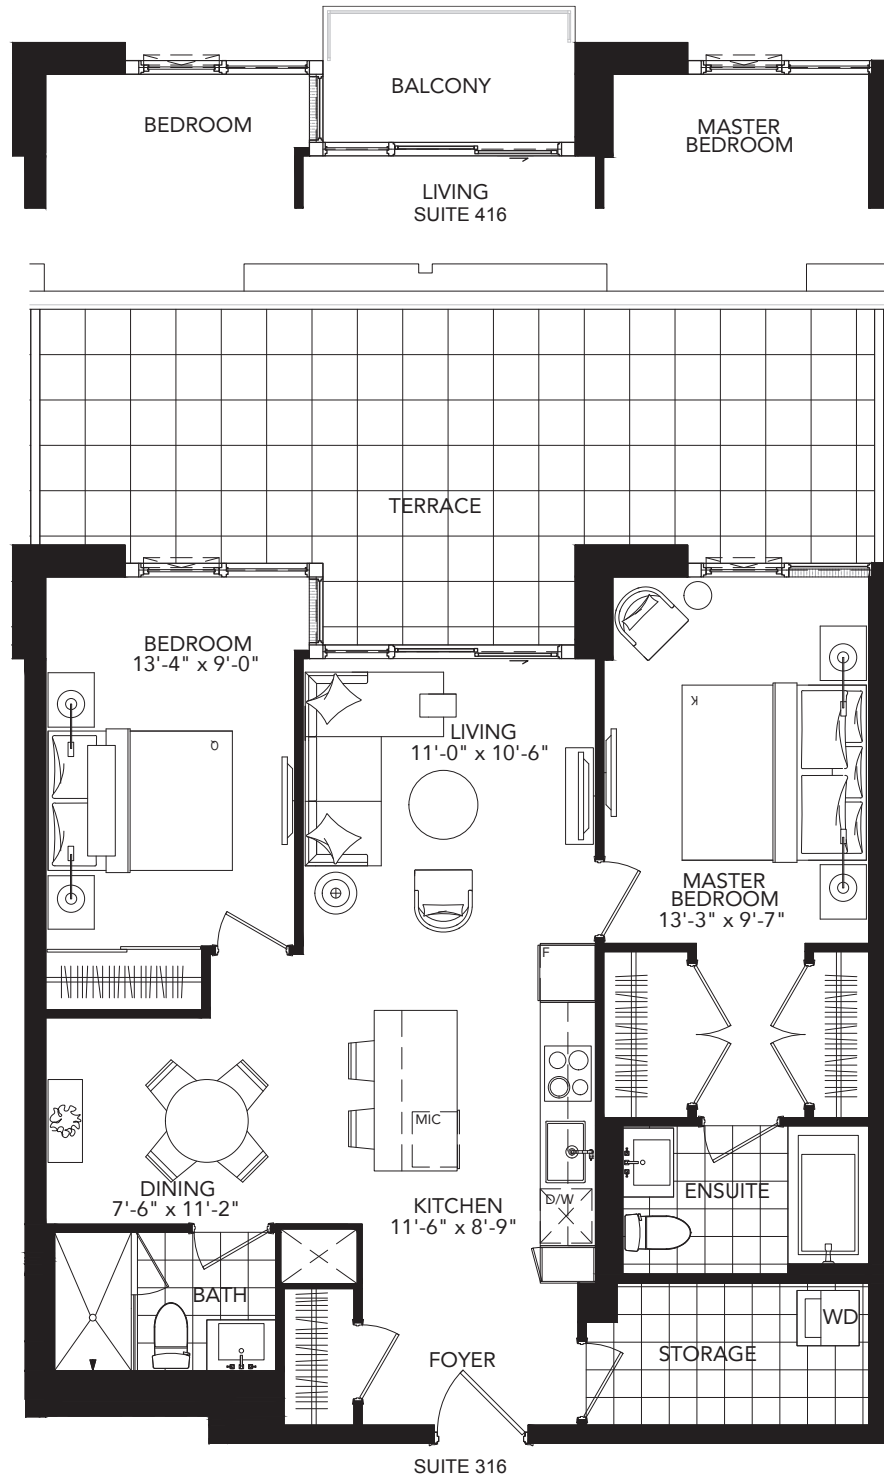 BALCONY
BEDROOM
MASTER
BEDROOM
LIVING
SUITE 416
TERRACE
BEDROOM
13'-4" x 9'-0"
Q
LIVING
11'-0" x 10'-6"
K
MASTER
BEDROOM
13'-3" x 9'-7"
F
MIC
DINING
7'-6" x 11'-2"
KITCHEN
11'-6" x 8'-9"
D/W
ENSUITE
BATH
FOYER
STORAGE
WD
SUITE 316